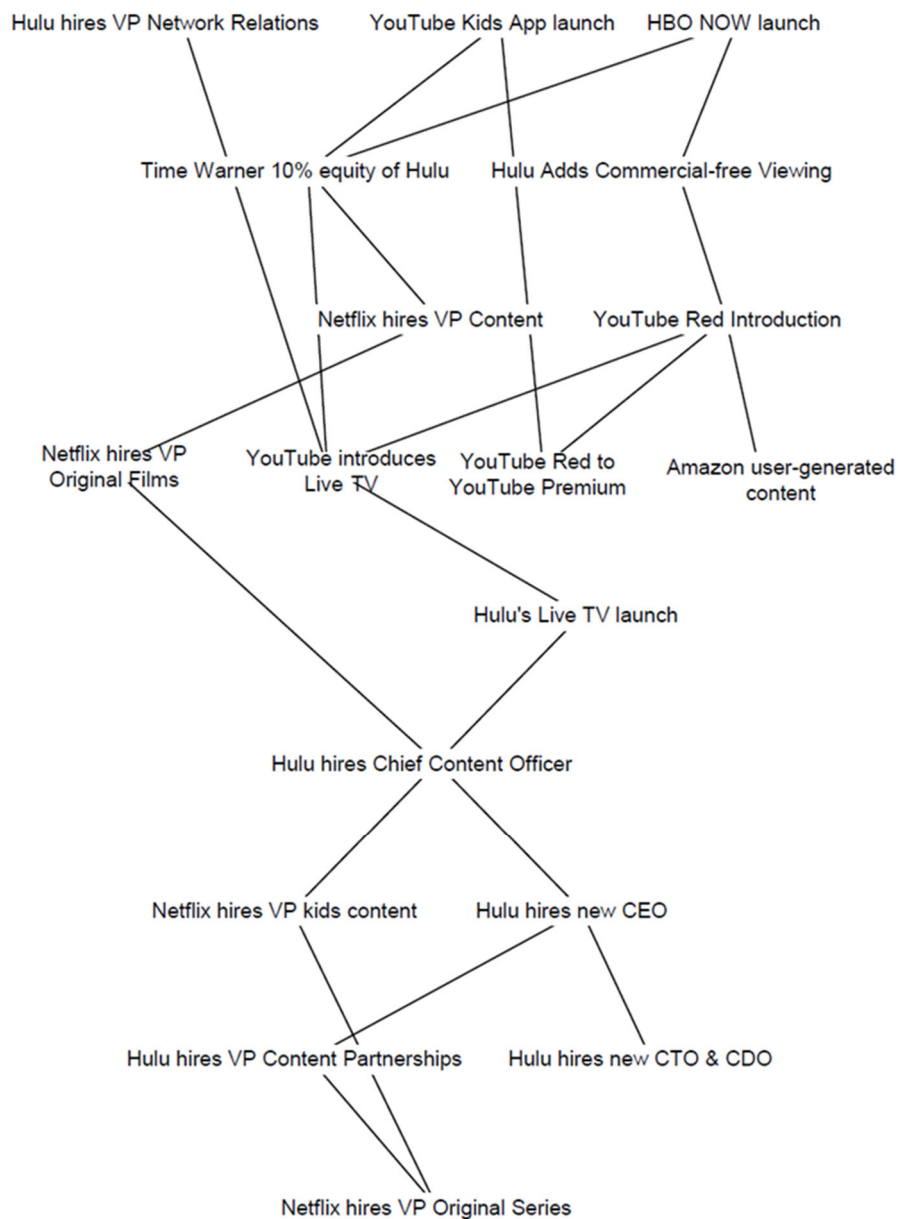 Hulu hires VP Network Relations
YouTube Kids App launch
HBO NOW launch
Time Warner 10% equity of Hulu
Hulu Adds Commercial-free Viewing
Netflix hires VP Content
YouTube Red Introduction
Netflix hires VP
Original Films
YouTube introduces
Live TV
YouTube Red to
YouTube Premium
Amazon user-generated
content
Hulu's Live TV launch
Hulu hires Chief Content Officer
Netflix hires VP kids content
Hulu hires new CEO
Hulu hires VP Content Partnerships
Hulu hires new CTO & CDO
Netflix hires VP Original Series